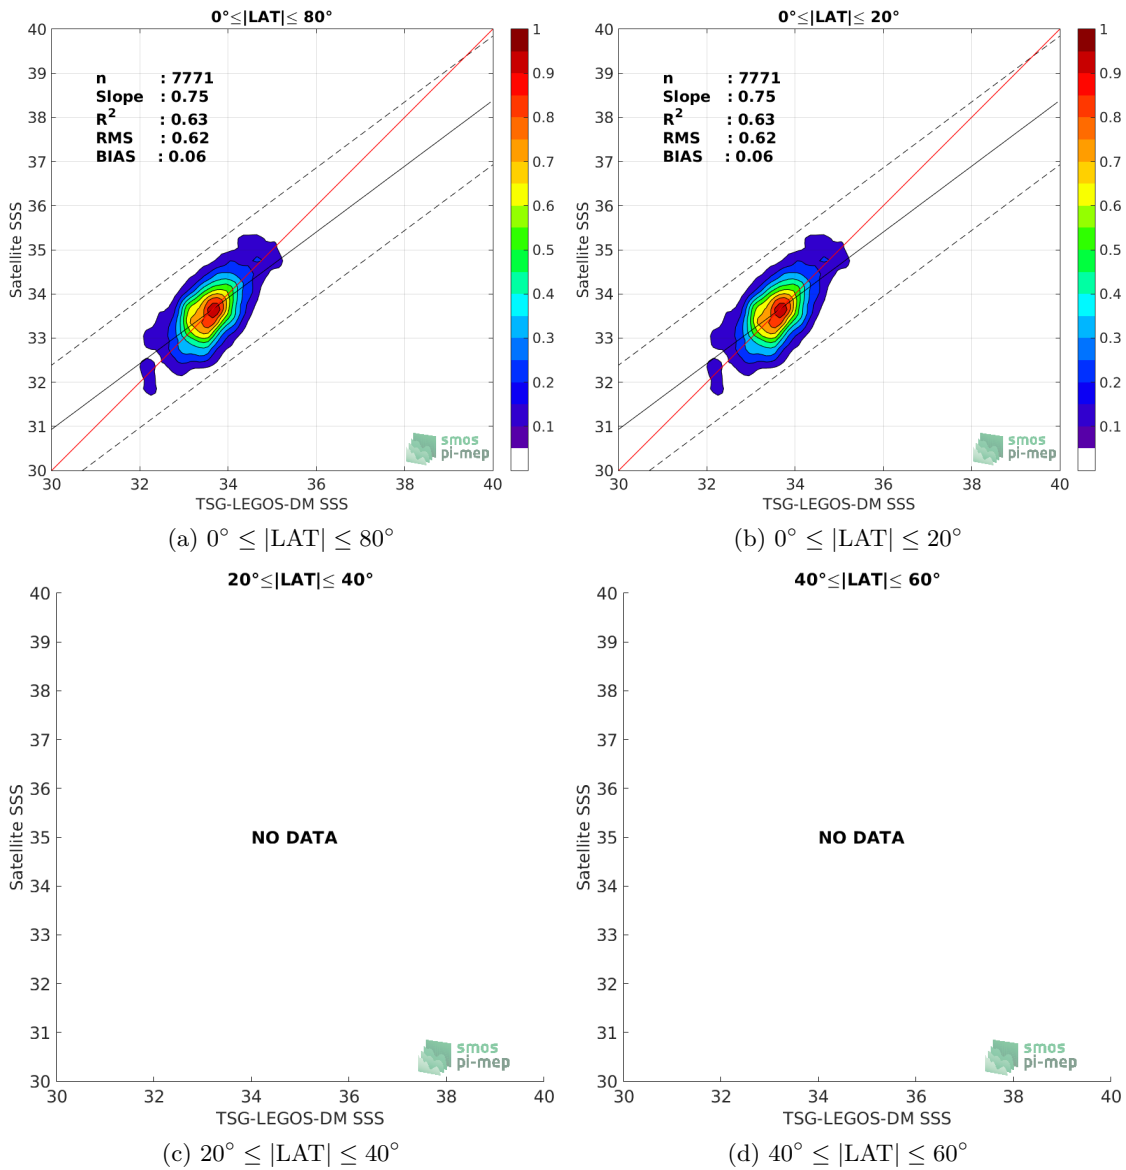 0°≤|LAT|≤ 80°
40
39
38
37
36
35
34
33
32
31
30
Satellite SSS
n : 7771
Slope : 0.75
R2 : 0.63
RMS : 0.62
BIAS : 0.06
1
0.9
0.8
0.7
0.6
0.5
0.4
0.3
0.2
0.1
smos
pi-mep
30 32 34 36 38 40
TSG-LEGOS-DM SSS
(a) 0° ≤ |LAT| ≤ 80°
0°≤|LAT|≤ 20°
40
39
38
37
36
35
34
33
32
31
30
Satellite SSS
n : 7771
Slope : 0.75
R2 : 0.63
RMS : 0.62
BIAS : 0.06
1
0.9
0.8
0.7
0.6
0.5
0.4
0.3
0.2
0.1
smos
pi-mep
30 32 34 36 38 40
TSG-LEGOS-DM SSS
(b) 0° ≤ |LAT| ≤ 20°
20°≤|LAT|≤ 40°
40
39
38
37
36
35
34
33
32
31
30
Satellite SSS
NO DATA
smos
pi-mep
30 32 34 36 38 40
TSG-LEGOS-DM SSS
(c) 20° ≤ |LAT| ≤ 40°
40°≤|LAT|≤ 60°
40
39
38
37
36
35
34
33
32
31
30
Satellite SSS
NO DATA
smos
pi-mep
30 32 34 36 38 40
TSG-LEGOS-DM SSS
(d) 40° ≤ |LAT| ≤ 60°